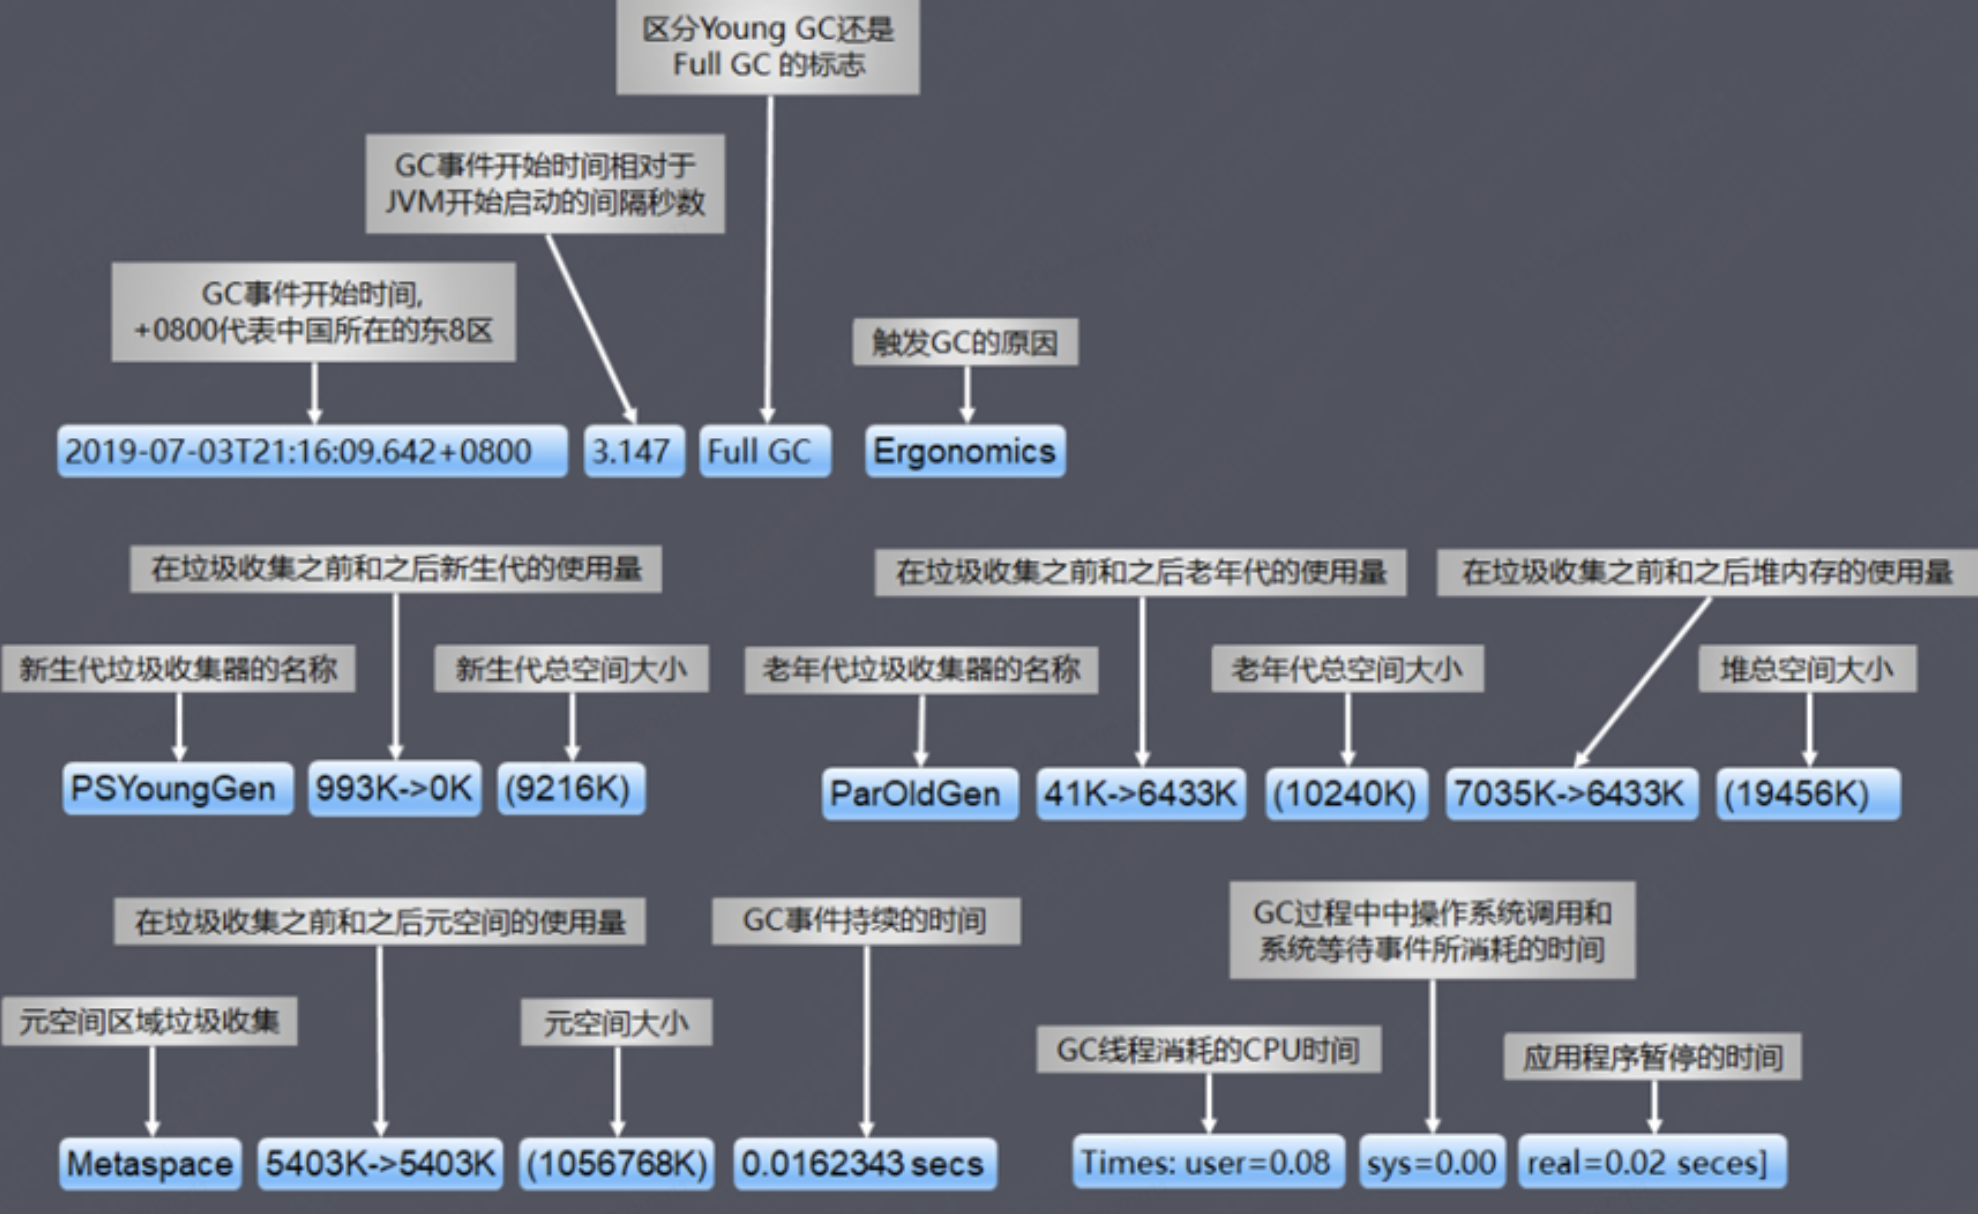 区分Young GC还是
Full GC 的标志
GC事件开始时间相对于
JVM开始启动的间隔秒数
GC事件开始时间,
+0800代表中国所在的东8区
触发GC的原因
2019-07-03T21:16:09.642+0800 3.147 Full GC Ergonomics
在垃圾收集之前和之后新生代的使用量 在垃圾收集之前和之后老年代的使用量 在垃圾收集之前和之后堆内存的使用量
新生代垃圾收集器的名称 新生代总空间大小 老年代垃圾收集器的名称 老年代总空间大小 堆总空间大小
PSYoungGen 993K->0K (9216K) ParOldGen 41K->6433K (10240K) 7035K->6433K (19456K)
在垃圾收集之前和之后元空间的使用量 GC事件持续的时间
GC过程中中操作系统调用和
系统等待事件所消耗的时间
元空间区域垃圾收集 元空间大小 GC线程消耗的CPU时间 应用程序暂停的时间
Metaspace 5403K->5403K (1056768K) 0.0162343 secs Times: user=0.08 sys=0.00 real=0.02 seces]